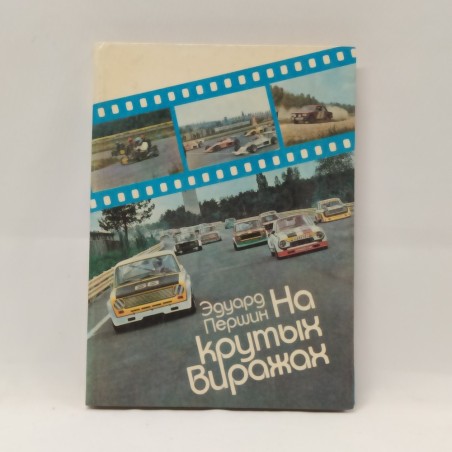 Эдуард
Першин
На
крутых
виражах